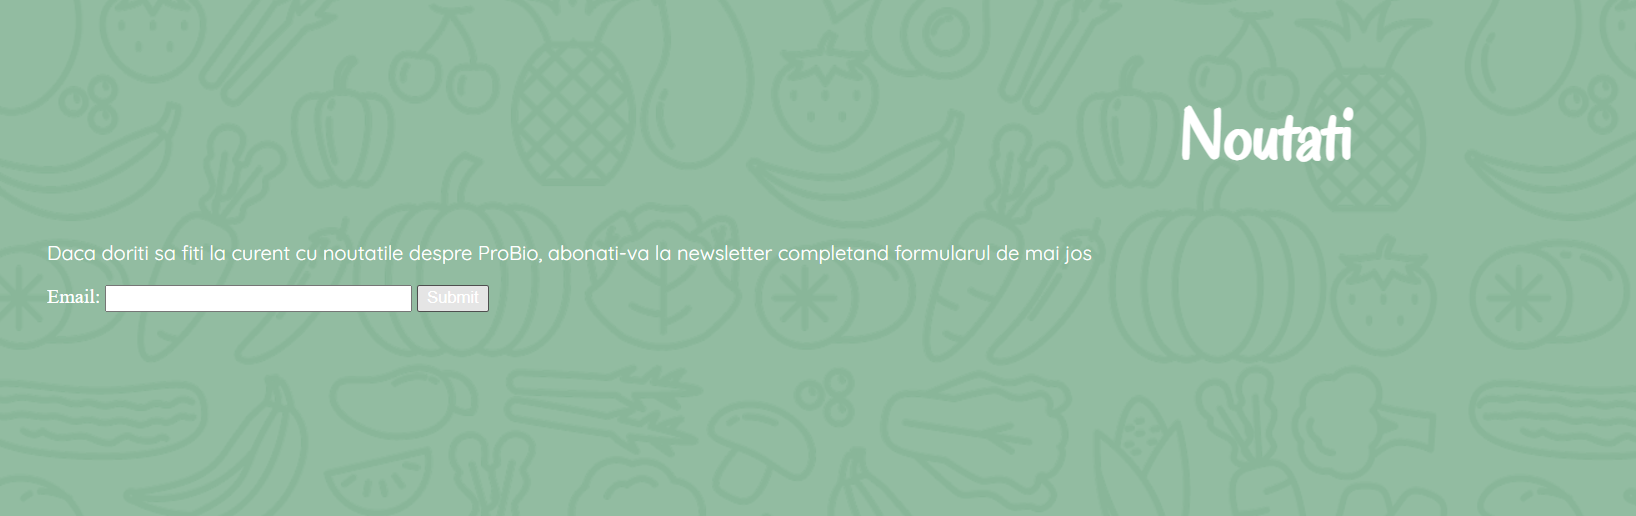 Noutati
Daca doriti sa fiti la curent cu noutatile despre ProBio, abonati-va la newsletter completand formularul de mai jos
Email:
Submit